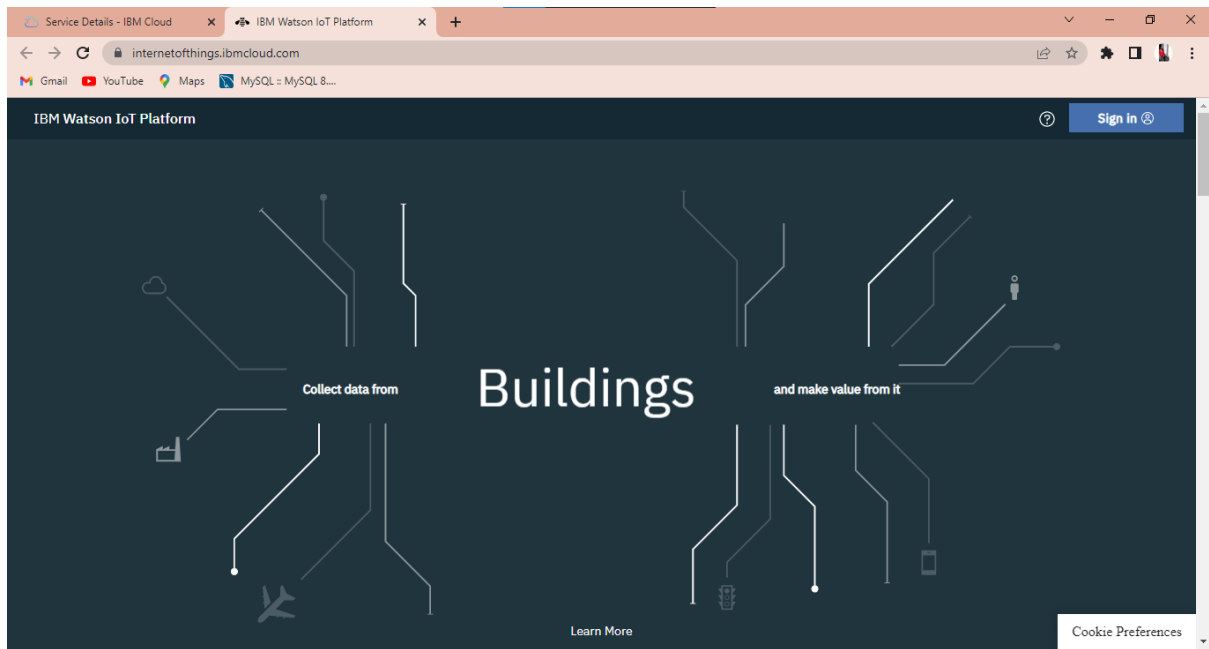 Service Details - IBM Cloud
IBM Watson IoT Platform
internetofthings.ibmcloud.com
Gmail YouTube Maps MySQL :: MySQL 8....
IBM Watson IoT Platform
Sign in
Collect data from Buildings and make value from it
Learn More
Cookie Preferences